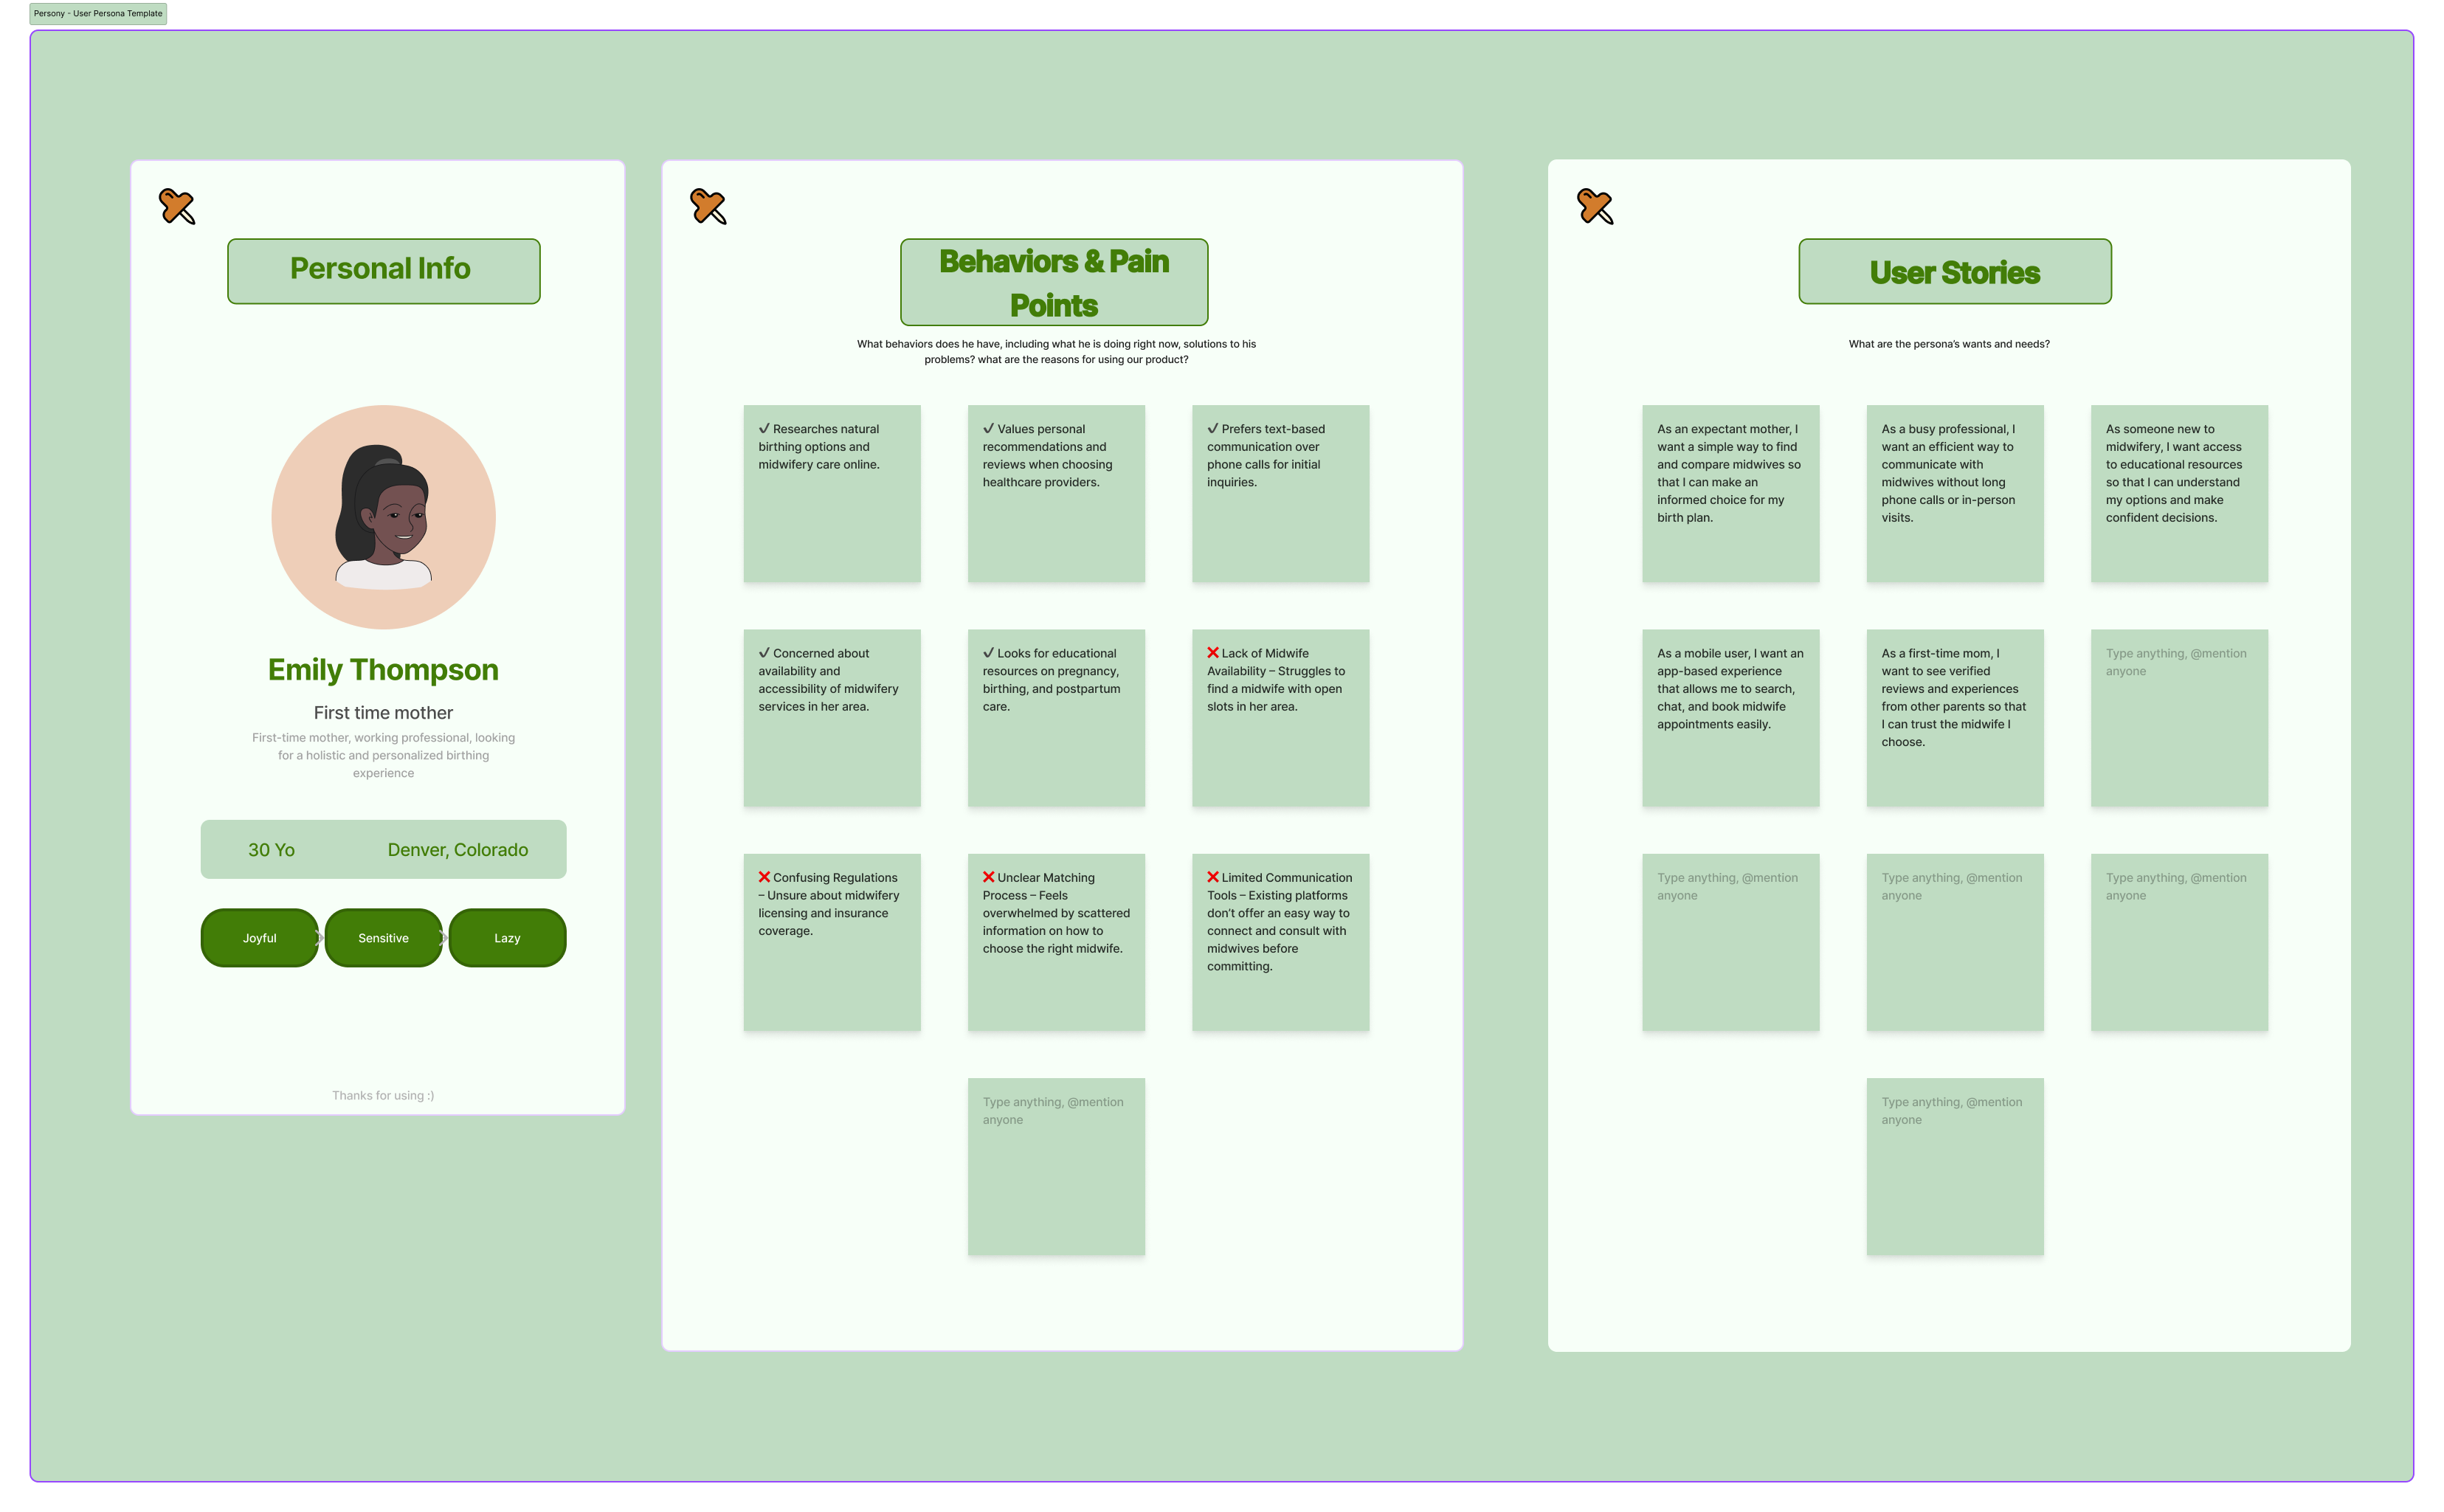 Persony - User Persona Template
Personal Info
Emily Thompson
First time mother
First-time mother, working professional, looking
for a holistic and personalized birthing
experience
30 Yo
Denver, Colorado
Joyful
Sensitive
Lazy
Thanks for using :)
Behaviors & Pain
Points
What behaviors does he have, including what he is doing right now, solutions to his
problems? what are the reasons for using our product?
✓ Researches natural
birthing options and
midwifery care online.
✓ Values personal
recommendations and
reviews when choosing
healthcare providers.
✓ Prefers text-based
communication over
phone calls for initial
inquiries.
✓ Concerned about
availability and
accessibility of midwifery
services in her area.
✓ Looks for educational
resources on pregnancy,
birthing, and postpartum
care.
❌ Lack of Midwife
Availability – Struggles to
find a midwife with open
slots in her area.
❌ Confusing Regulations
– Unsure about midwifery
licensing and insurance
coverage.
❌ Unclear Matching
Process – Feels
overwhelmed by scattered
information on how to
choose the right midwife.
❌ Limited Communication
Tools – Existing platforms
don't offer an easy way to
connect and consult with
midwives before
committing.
Type anything, @mention
anyone
User Stories
What are the persona's wants and needs?
As an expectant mother, I
want a simple way to find
and compare midwives so
that I can make an
informed choice for my
birth plan.
As a busy professional, I
want an efficient way to
communicate with
midwives without long
phone calls or in-person
visits.
As someone new to
midwifery, I want access
to educational resources
so that I can understand
my options and make
confident decisions.
As a mobile user, I want an
app-based experience
that allows me to search,
chat, and book midwife
appointments easily.
As a first-time mom, I
want to see verified
reviews and experiences
from other parents so that
I can trust the midwife I
choose.
Type anything, @mention
anyone
Type anything, @mention
anyone
Type anything, @mention
anyone
Type anything, @mention
anyone
Type anything, @mention
anyone